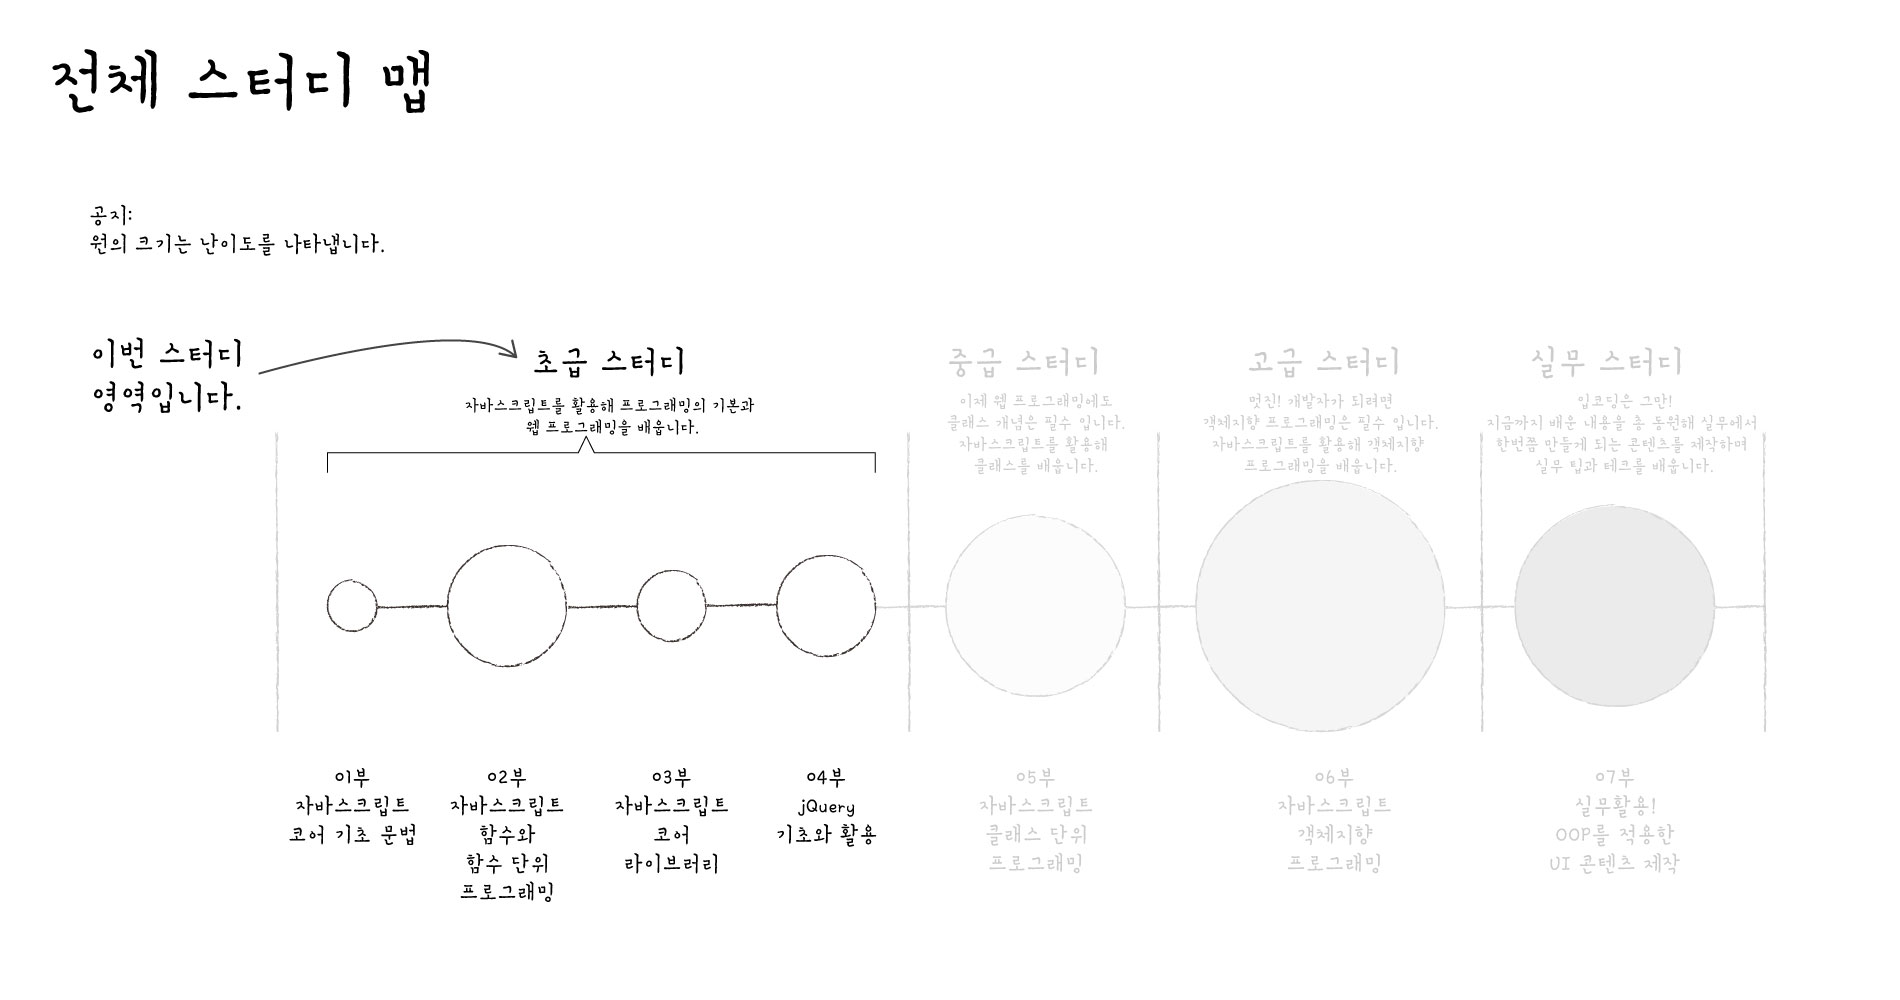 전체 스터디 맵
공지:
원의 크기는 난이도를 나타냅니다.
이번 스터디
영역입니다.
초급 스터디
자바스크립트를 활용해 프로그래밍의 기본과
웹 프로그래밍을 배웁니다.
중급 스터디
이제 웹 프로그래밍에도
클래스 개념은 필수 입니다.
자바스크립트를 활용해
클래스를 배웁니다.
고급 스터디
멋진! 개발자가 되려면
객체지향 프로그래밍은 필수 입니다.
자바스크립트를 활용해 객체지향
프로그래밍을 배웁니다.
실무 스터디
입코딩은 그만!
지금까지 배운 내용을 총 동원해 실무에서
한번쯤 만들게 되는 콘텐츠를 제작하며
실무 팁과 테크를 배웁니다.
01부
자바스크립트
코어 기초 문법
02부
자바스크립트
함수와
함수 단위
프로그래밍
03부
자바스크립트
코어
라이브러리
04부
jQuery
기초와 활용
05부
자바스크립트
클래스 단위
프로그래밍
06부
자바스크립트
객체지향
프로그래밍
07부
실무활용!
OOP를 적용한
UI 콘텐츠 제작